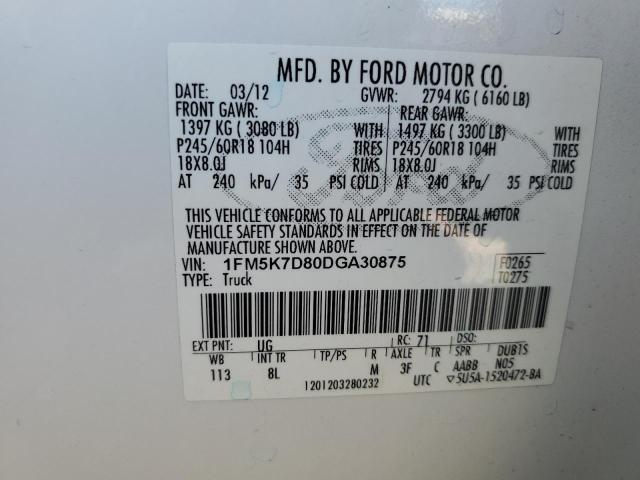 MFD. BY FORD MOTOR CO.
DATE: 03/12 GVWR: 2794 KG ( 6160 LB)
FRONT GAWR: REAR GAWR:
1397 KG ( 3080 LB) WITH 1497 KG ( 3300 LB) WITH
P245/60R18 104H TIRES P245/60R18 104H TIRES
18X8.0J RIMS 18X8.0J RIMS
AT 240 kPa/ 35 PSI COLD AT 240 kPa/ 35 PSI COLD
THIS VEHICLE CONFORMS TO ALL APPLICABLE FEDERAL MOTOR
VEHICLE SAFETY STANDARDS IN EFFECT ON THE DATE OF
MANUFACTURE SHOWN ABOVE.
VIN: 1FM5K7D80DGA30875 F0265
TYPE: Truck T0275
EXT PNT: UG RC: 71 DSO:
WB INT TR TP/PS R AXLE TR SPR DUB1S
113 8L M 3F C AABB N05
1201203280232 UTC ▽5U5A-1520472-BA